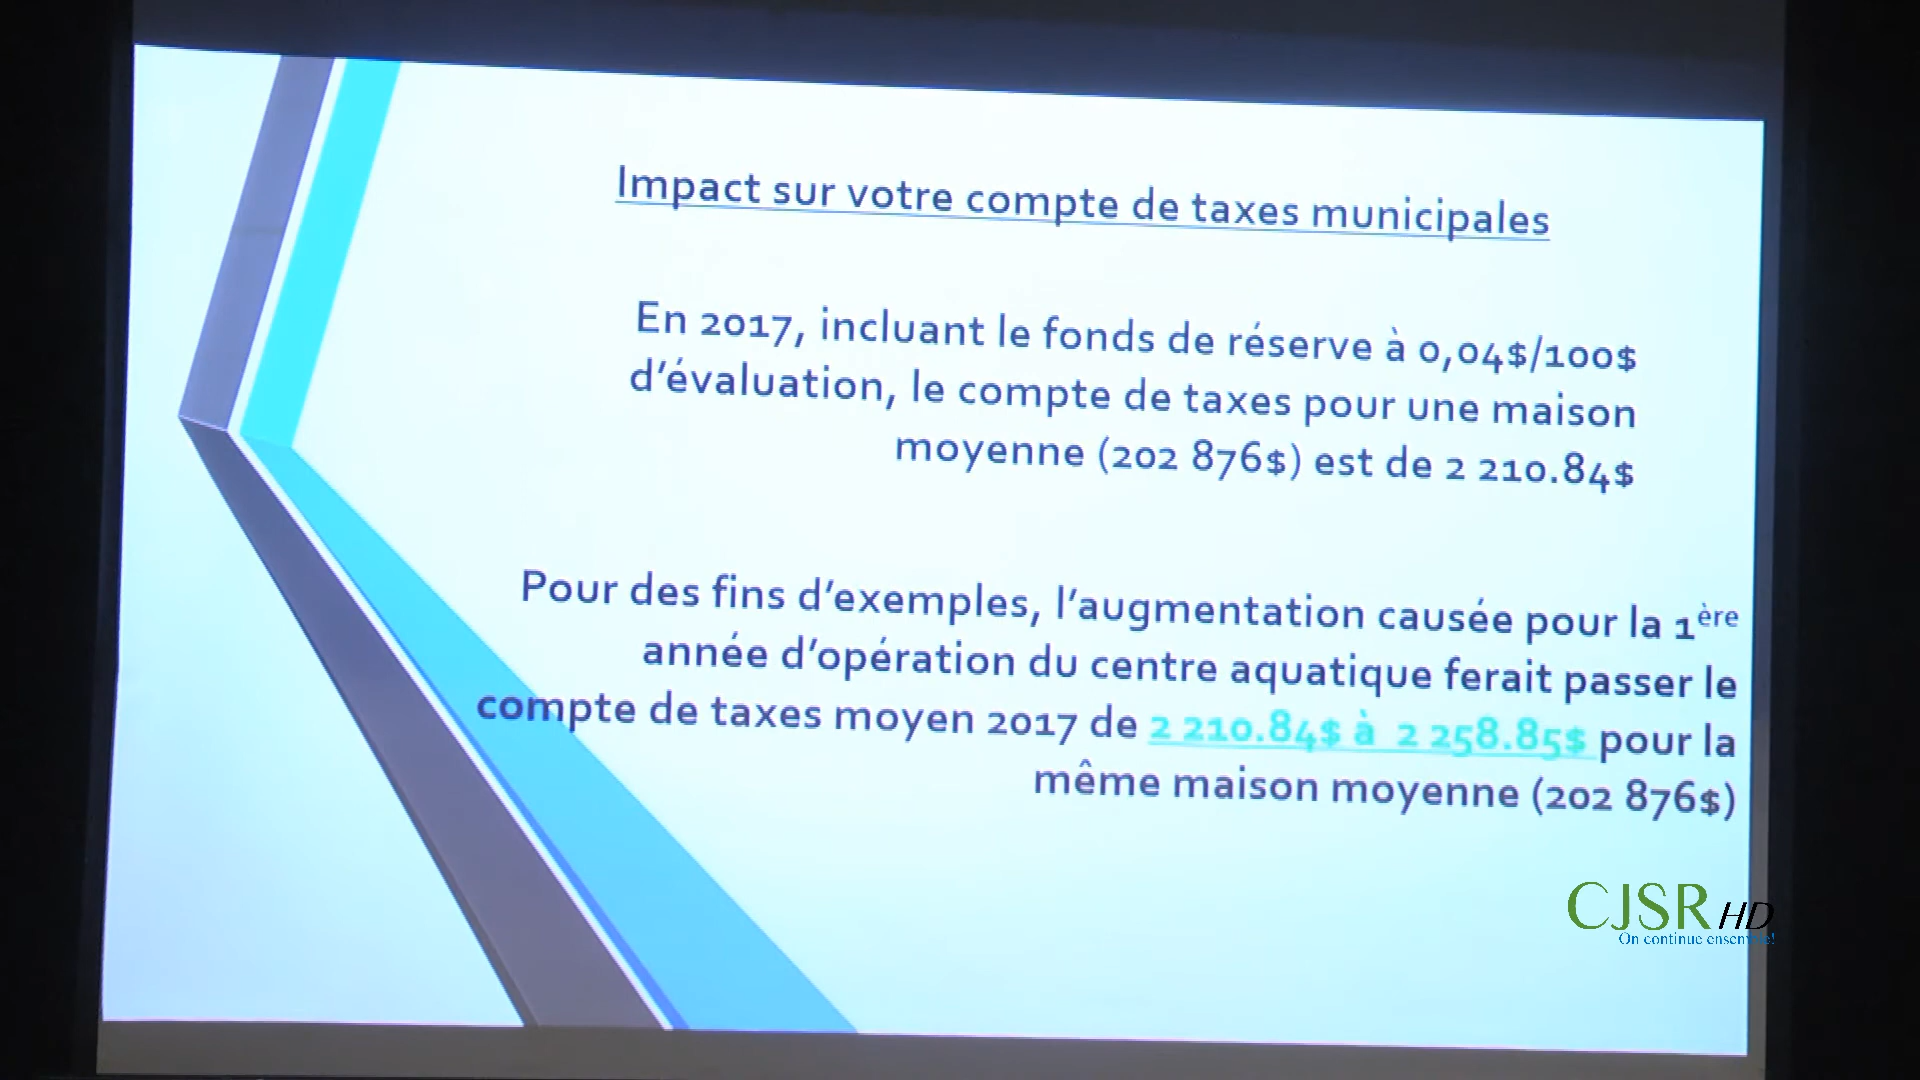 Impact sur votre compte de taxes municipales
En 2017, incluant le fonds de réserve à 0,04$/100$
d'évaluation, le compte de taxes pour une maison
moyenne (202 876$) est de 2 210.84$
Pour des fins d'exemples, l'augmentation causée pour la 1ère
année d'opération du centre aquatique ferait passer le
compte de taxes moyen 2017 de 2 210.84$ à 2 258.85$ pour la
même maison moyenne (202 876$)
CJSR HD
On continue ensemble!